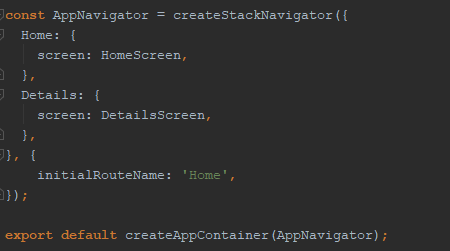 const AppNavigator = createStackNavigator({
  Home: {
    screen: HomeScreen,
  },
  Details: {
    screen: DetailsScreen,
  },
}, {
    initialRouteName: 'Home',
});

export default createAppContainer(AppNavigator);